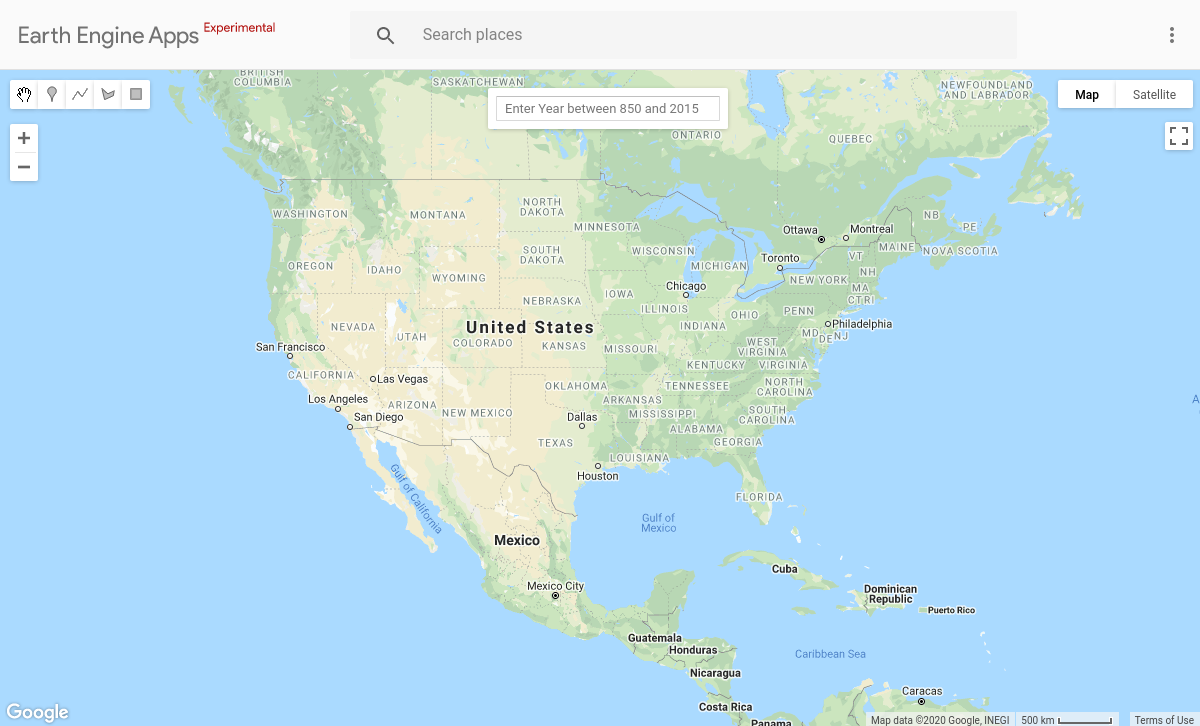 Earth Engine Apps Experimental
Search places
Enter Year between 850 and 2015
Map
Satellite
BRITISH
COLUMBIA
SASKATCHEWAN
NEWFOUNDLAND
AND LABRADOR
ONTARIO
QUEBEC
WASHINGTON
MONTANA
NORTH
DAKOTA
MINNESOTA
NB
PE
Ottawa
Montreal
MAINE
NOVA SCOTIA
OREGON
IDAHO
SOUTH
DAKOTA
WISCONSIN
MICHIGAN
Toronto
VT
NH
WYOMING
NEW YORK
MA
CT
RI
Chicago
IOWA
NEBRASKA
ILLINOIS
INDIANA
OHIO
PENN
Philadelphia
MD
DE
NJ
NEVADA
UTAH
United States
COLORADO
KANSAS
MISSOURI
WEST
VIRGINIA
San Francisco
KENTUCKY
VIRGINIA
CALIFORNIA
Las Vegas
OKLAHOMA
TENNESSEE
NORTH
CAROLINA
Los Angeles
ARIZONA
NEW MEXICO
ARKANSAS
A
San Diego
Dallas
MISSISSIPPI
SOUTH
CAROLINA
ALABAMA
TEXAS
GEORGIA
LOUISIANA
Houston
Gulf of California
FLORIDA
Gulf of
Mexico
Mexico
Cuba
Mexico City
Dominican
Republic
Puerto Rico
Guatemala
Honduras
Caribbean Sea
Nicaragua
Caracas
Costa Rica
Panama
Google
Map data ©2020 Google, INEGI
500 km
Terms of Use